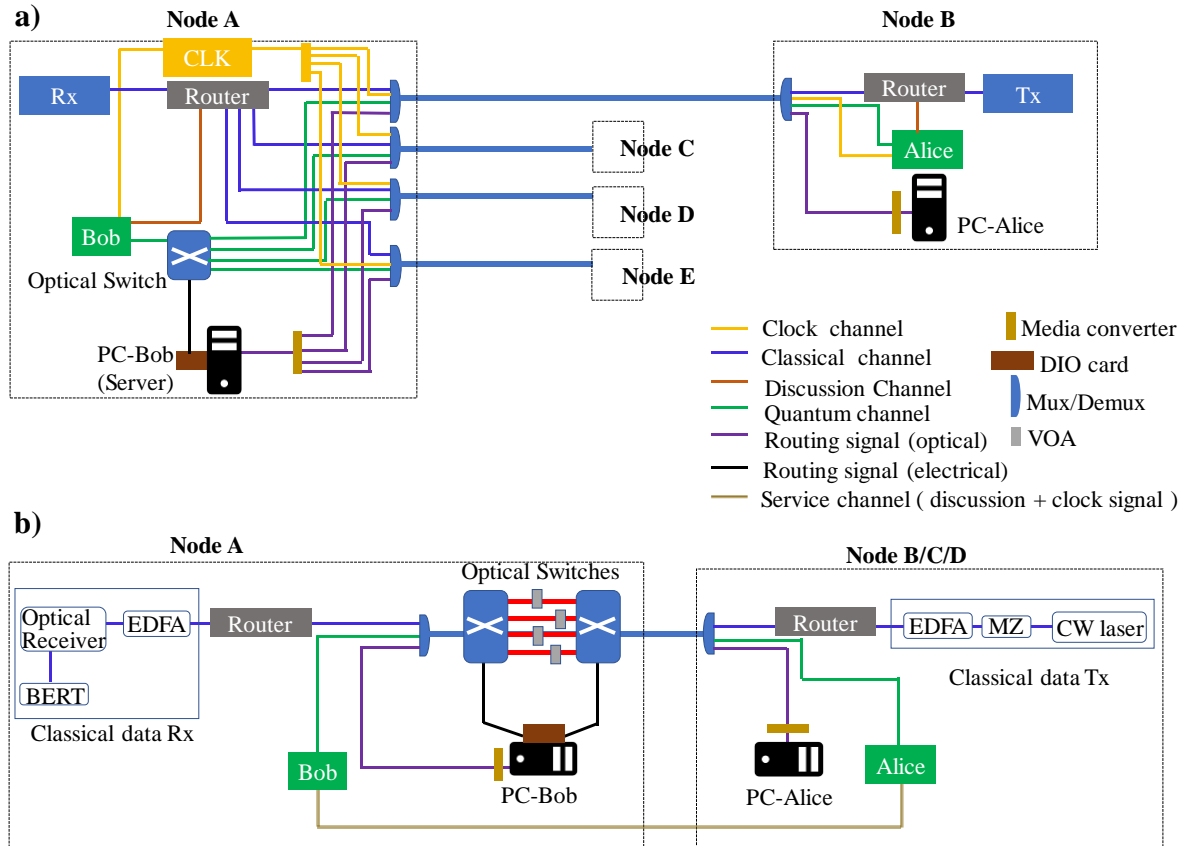 a)
Node A
Node B
CLK
Rx
Router
Router
Tx
Alice
Node C
PC-Alice
Node D
Bob
Optical Switch
Node E
PC-Bob
(Server)
Clock channel
Classical channel
Discussion Channel
Quantum channel
Routing signal (optical)
Routing signal (electrical)
Service channel ( discussion + clock signal )
Media converter
DIO card
Mux/Demux
VOA
b)
Node A
Node B/C/D
Optical Switches
Optical
Receiver
EDFA
Router
BERT
Classical data Rx
Bob
PC-Bob
Router
EDFA
MZ
CW laser
Classical data Tx
PC-Alice
Alice